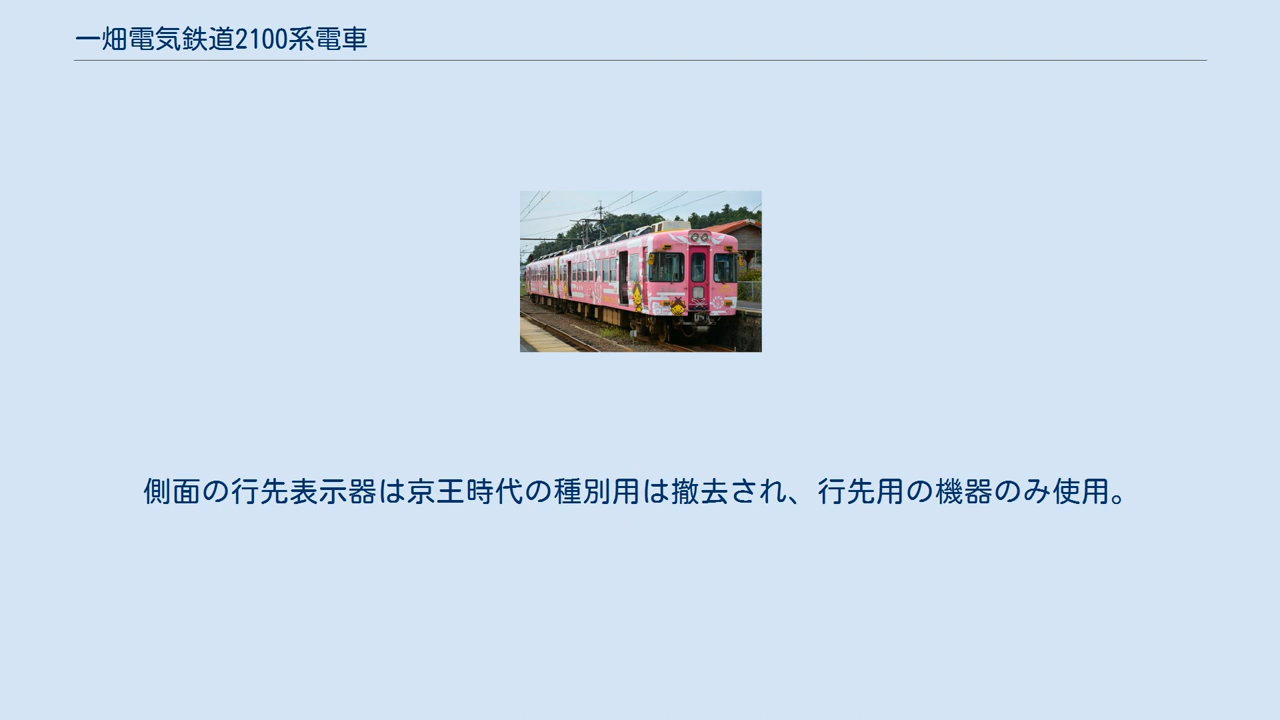 一畑電気鉄道2100系電車
側面の行先表示器は京王時代の種別用は撤去され、行先用の機器のみ使用。